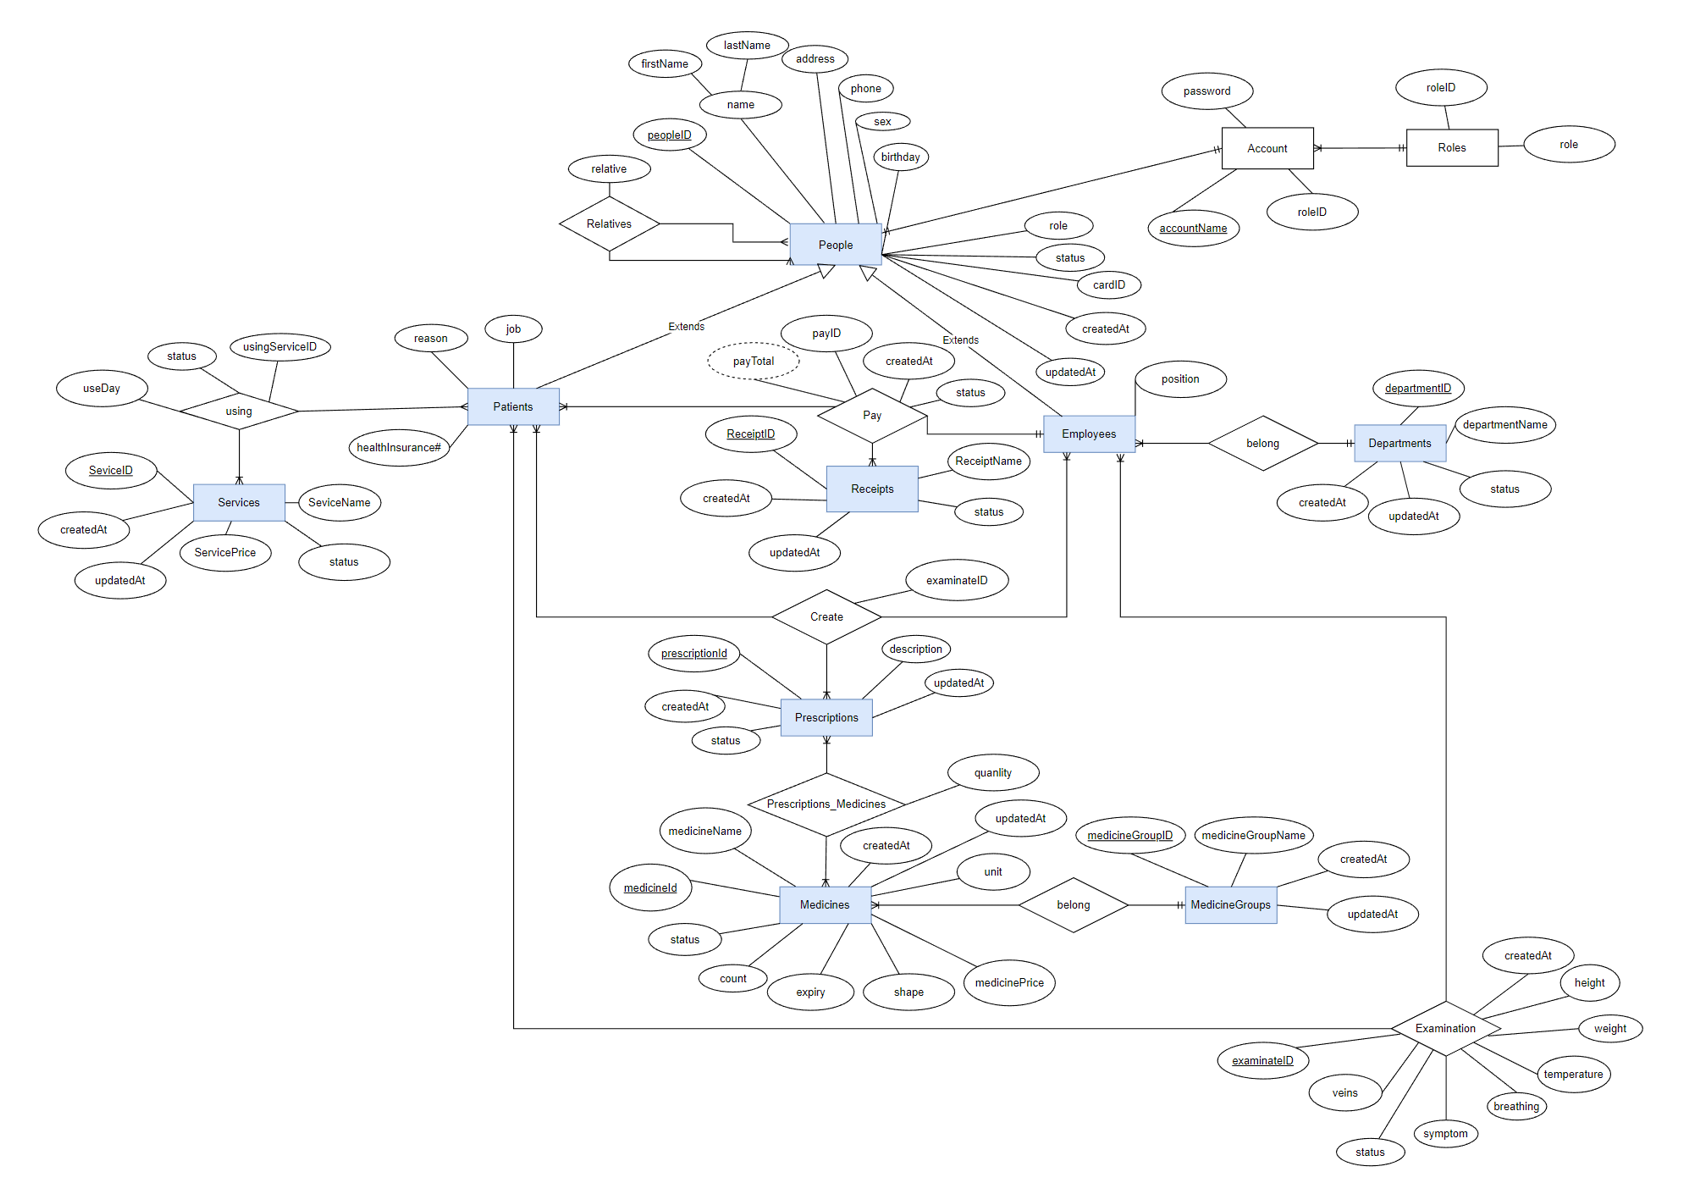 lastName
firstName
address
phone
name
sex
peopleID
birthday
relative
Relatives
People
password
roleID
Account
Roles
role
roleID
accountName
role
status
cardID
createdAt
updatedAt
Extends
Extends
job
reason
usingServiceID
status
useDay
using
Patients
healthInsurance#
payID
payTotal
createdAt
status
Pay
position
departmentID
departmentName
Employees
belong
Departments
createdAt
updatedAt
status
SeviceID
Services
SeviceName
createdAt
ServicePrice
status
updatedAt
ReceiptID
ReceiptName
Receipts
createdAt
status
updatedAt
examinateID
Create
prescriptionId
description
updatedAt
createdAt
Prescriptions
status
quanlity
Prescriptions_Medicines
medicineName
updatedAt
createdAt
unit
medicineId
Medicines
belong
status
count
expiry
shape
medicinePrice
medicineGroupID
medicineGroupName
createdAt
MedicineGroups
updatedAt
createdAt
height
Examination
weight
examinateID
temperature
veins
breathing
symptom
status